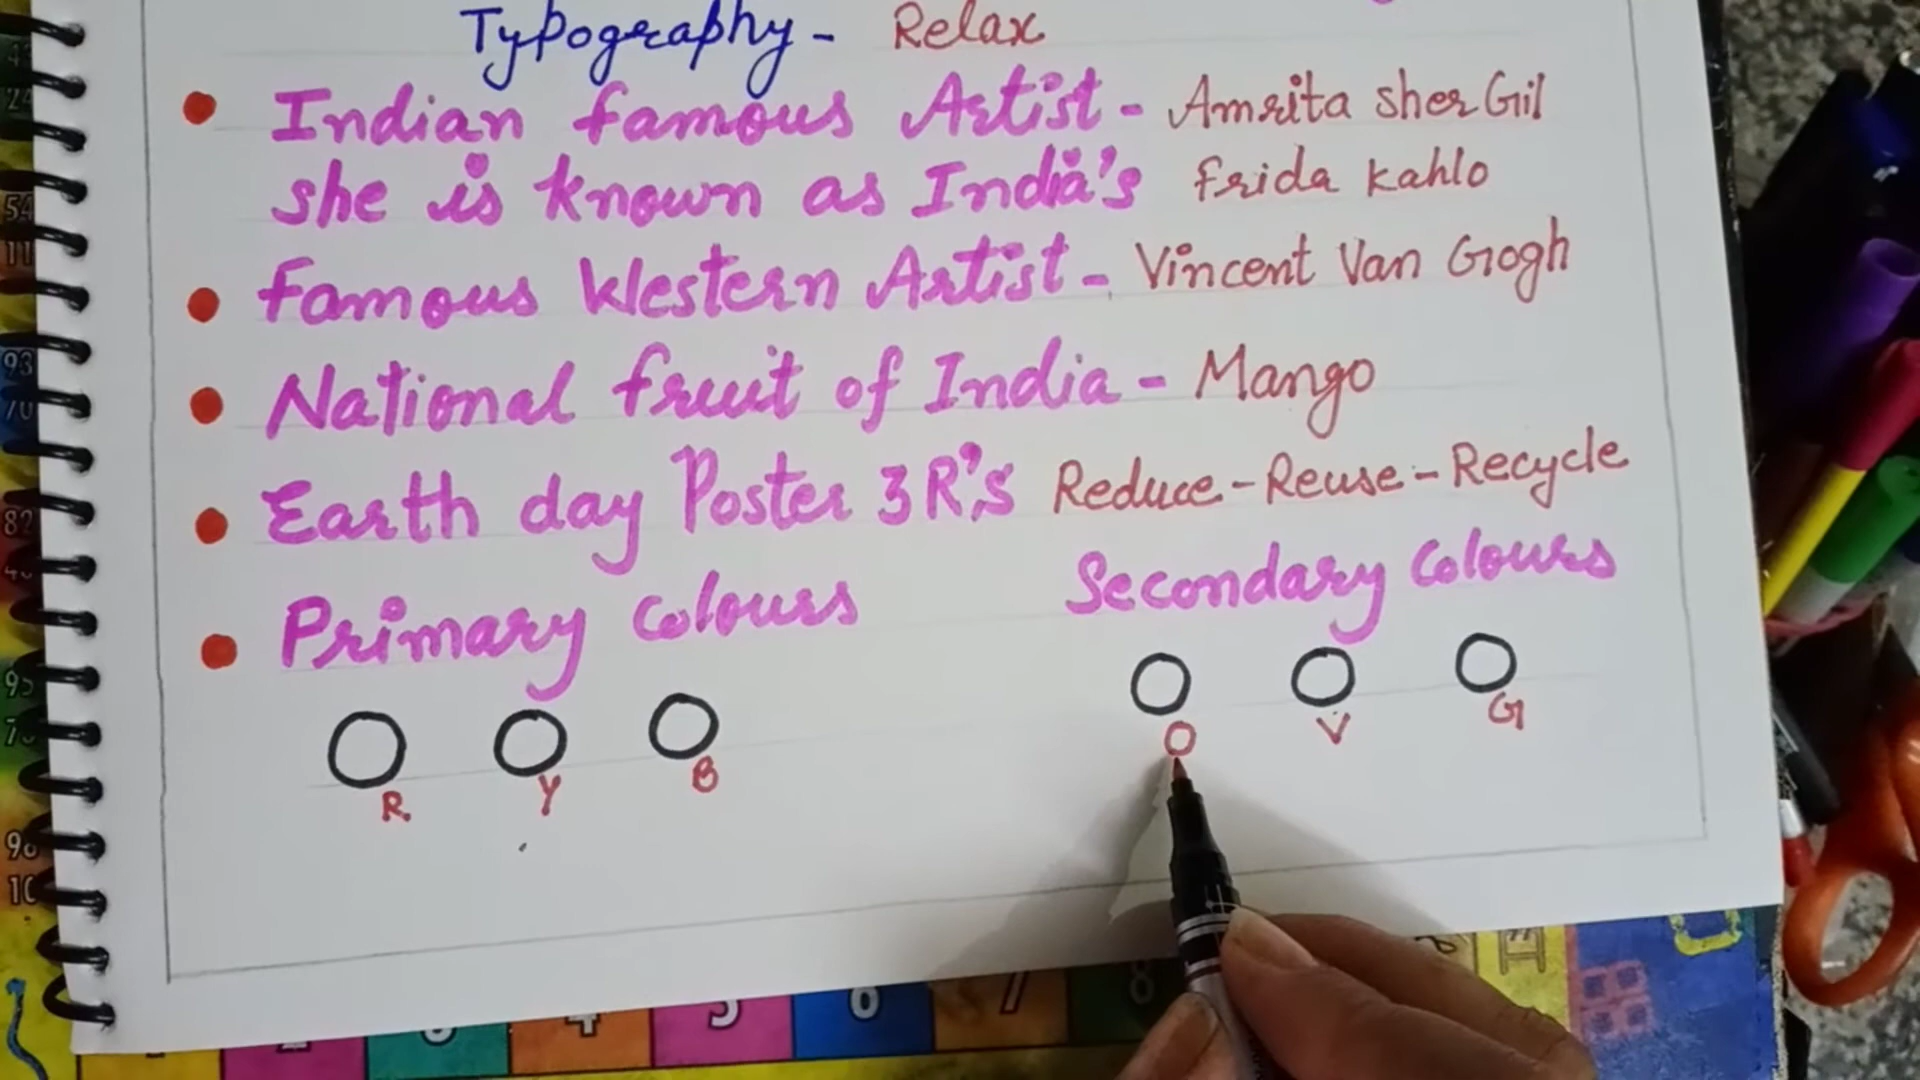 Typography - Relax
Indian famous Artist - Amrita sher Gil
she is known as India's frida kahlo
Famous Western Artist - Vincent Van Gogh
National fruit of India - Mango
Earth day Poster 3R's Reduce - Reuse - Recycle
Primary colours
Secondary colours
R Y B
O V G